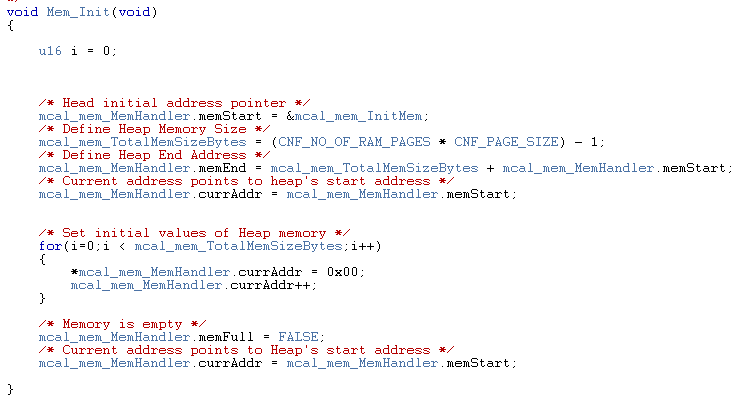 */
void Mem_Init(void)
{
u16 i = 0;
/* Head initial address pointer */
mcal_mem_MemHandler.memStart = &mcal_mem_InitMem;
/* Define Heap Memory Size */
mcal_mem_TotalMemSizeBytes = (CNF_NO_OF_RAM_PAGES * CNF_PAGE_SIZE) - 1;
/* Define Heap End Address */
mcal_mem_MemHandler.memEnd = mcal_mem_TotalMemSizeBytes + mcal_mem_MemHandler.memStart;
/* Current address points to heap's start address */
mcal_mem_MemHandler.currAddr = mcal_mem_MemHandler.memStart;
/* Set initial values of Heap memory */
for(i=0;i < mcal_mem_TotalMemSizeBytes;i++)
{
*mcal_mem_MemHandler.currAddr = 0x00;
mcal_mem_MemHandler.currAddr++;
}
/* Memory is empty */
mcal_mem_MemHandler.memFull = FALSE;
/* Current address points to Heap's start address */
mcal_mem_MemHandler.currAddr = mcal_mem_MemHandler.memStart;
}